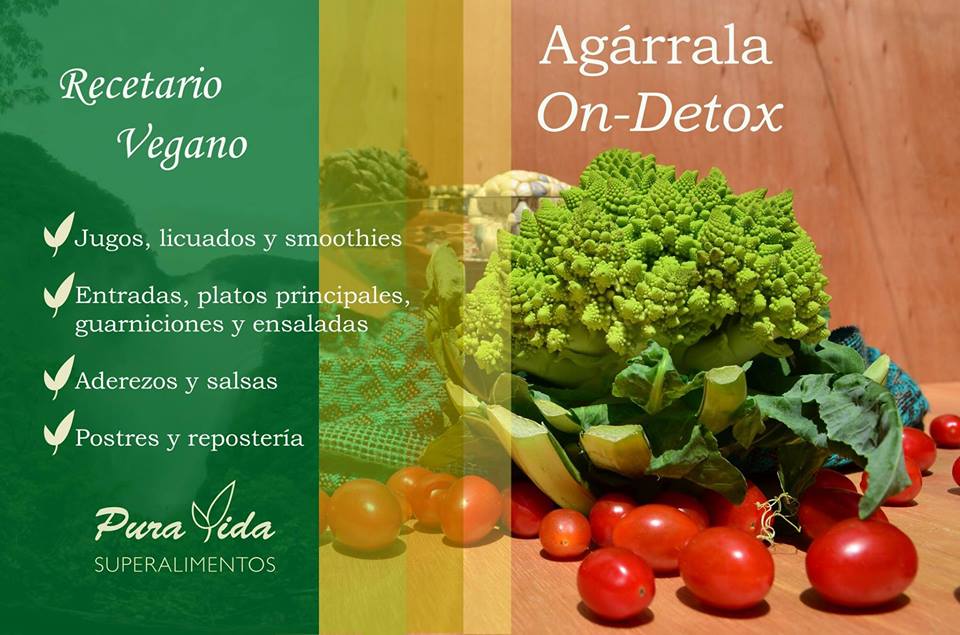 Recetario
Vegano
Jugos, licuados y smoothies
Entradas, platos principales,
guarniciones y ensaladas
Aderezos y salsas
Postres y repostería
Pura Vida
SUPERALIMENTOS
Agárrala
On-Detox